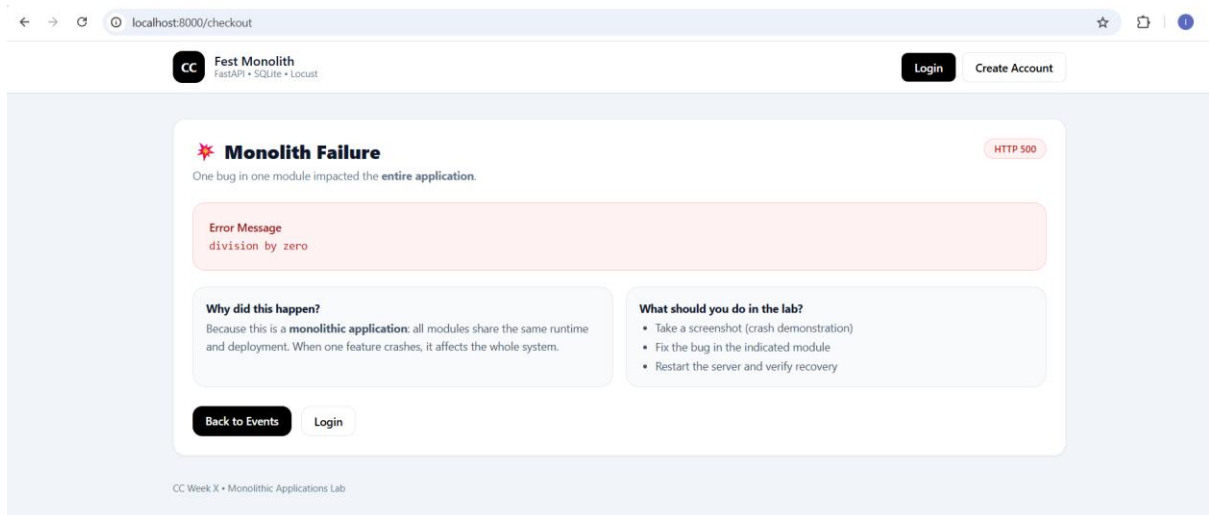 localhost:8000/checkout
I
CC
Fest Monolith
FastAPI • SQLite • Locust
Login
Create Account
Monolith Failure
HTTP 500
One bug in one module impacted the entire application.
Error Message
division by zero
Why did this happen?
Because this is a monolithic application: all modules share the same runtime
and deployment. When one feature crashes, it affects the whole system.
What should you do in the lab?
• Take a screenshot (crash demonstration)
• Fix the bug in the indicated module
• Restart the server and verify recovery
Back to Events
Login
CC Week X • Monolithic Applications Lab